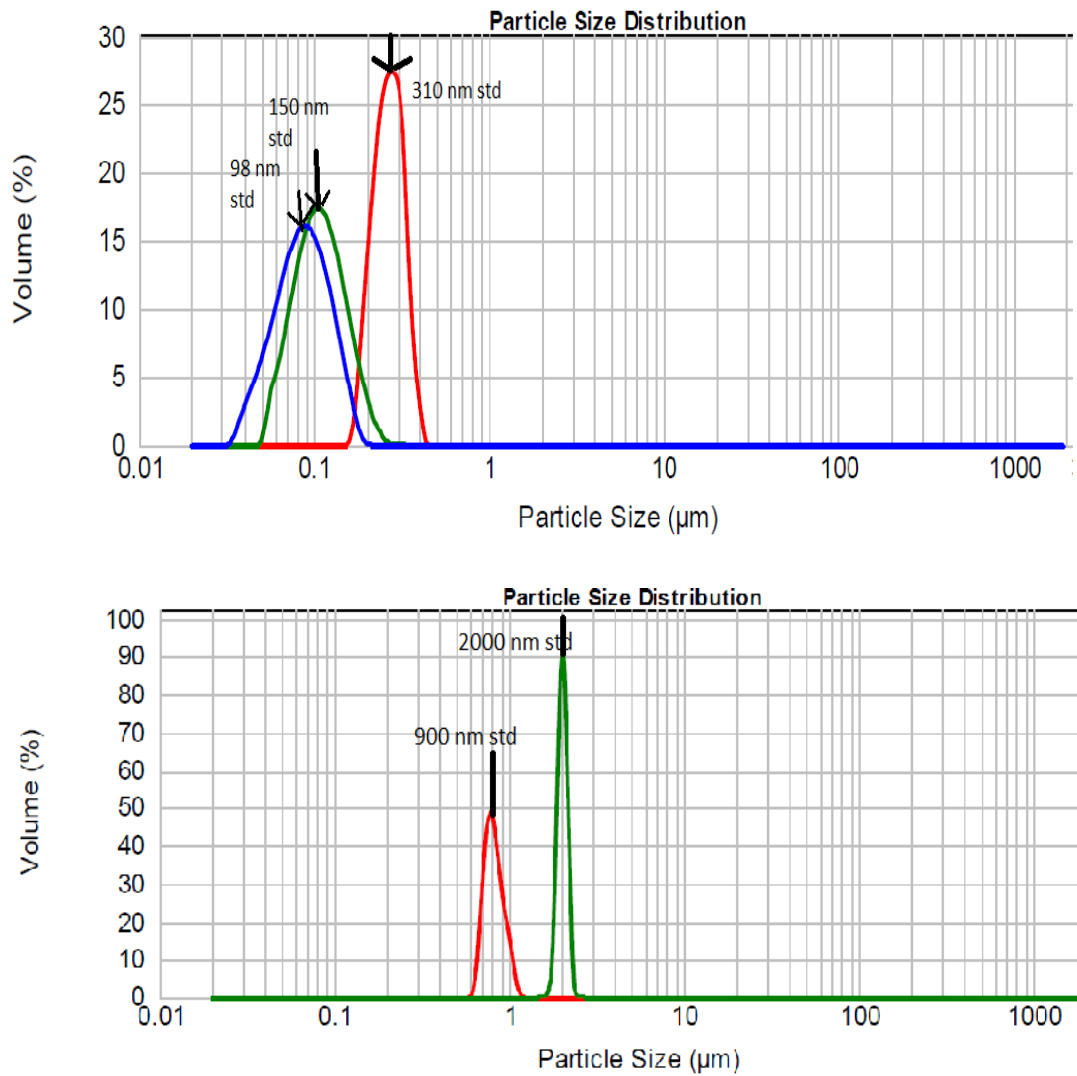 Particle Size Distribution
30
25
20
15
10
5
0
Volume (%)
310 nm std
150 nm
std
98 nm
std
0.01 0.1 1 10 100 1000
Particle Size (µm)
Particle Size Distribution
100
90
80
70
60
50
40
30
20
10
0
Volume (%)
2000 nm std
900 nm std
0.01 0.1 1 10 100 1000
Particle Size (µm)